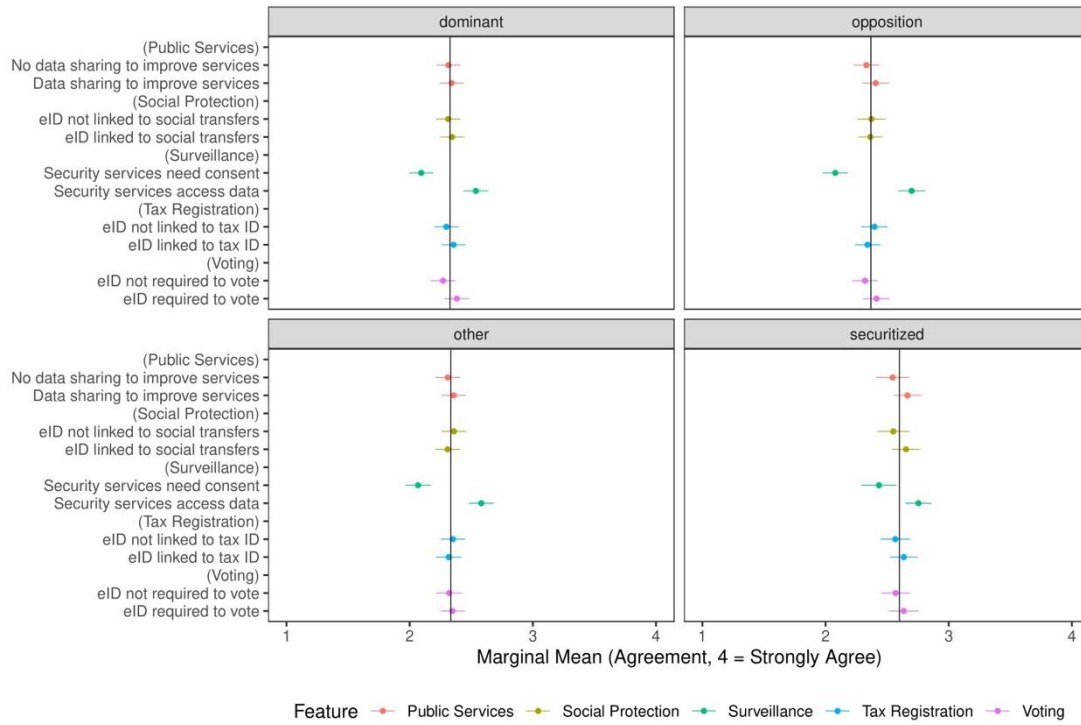 dominant
opposition
(Public Services)
No data sharing to improve services
Data sharing to improve services
(Social Protection)
eID not linked to social transfers
eID linked to social transfers
(Surveillance)
Security services need consent
Security services access data
(Tax Registration)
eID not linked to tax ID
eID linked to tax ID
(Voting)
eID not required to vote
eID required to vote
other
securitized
(Public Services)
No data sharing to improve services
Data sharing to improve services
(Social Protection)
eID not linked to social transfers
eID linked to social transfers
(Surveillance)
Security services need consent
Security services access data
(Tax Registration)
eID not linked to tax ID
eID linked to tax ID
(Voting)
eID not required to vote
eID required to vote
1 2 3 4 1 2 3 4
Marginal Mean (Agreement, 4 = Strongly Agree)
Feature Public Services Social Protection Surveillance Tax Registration Voting